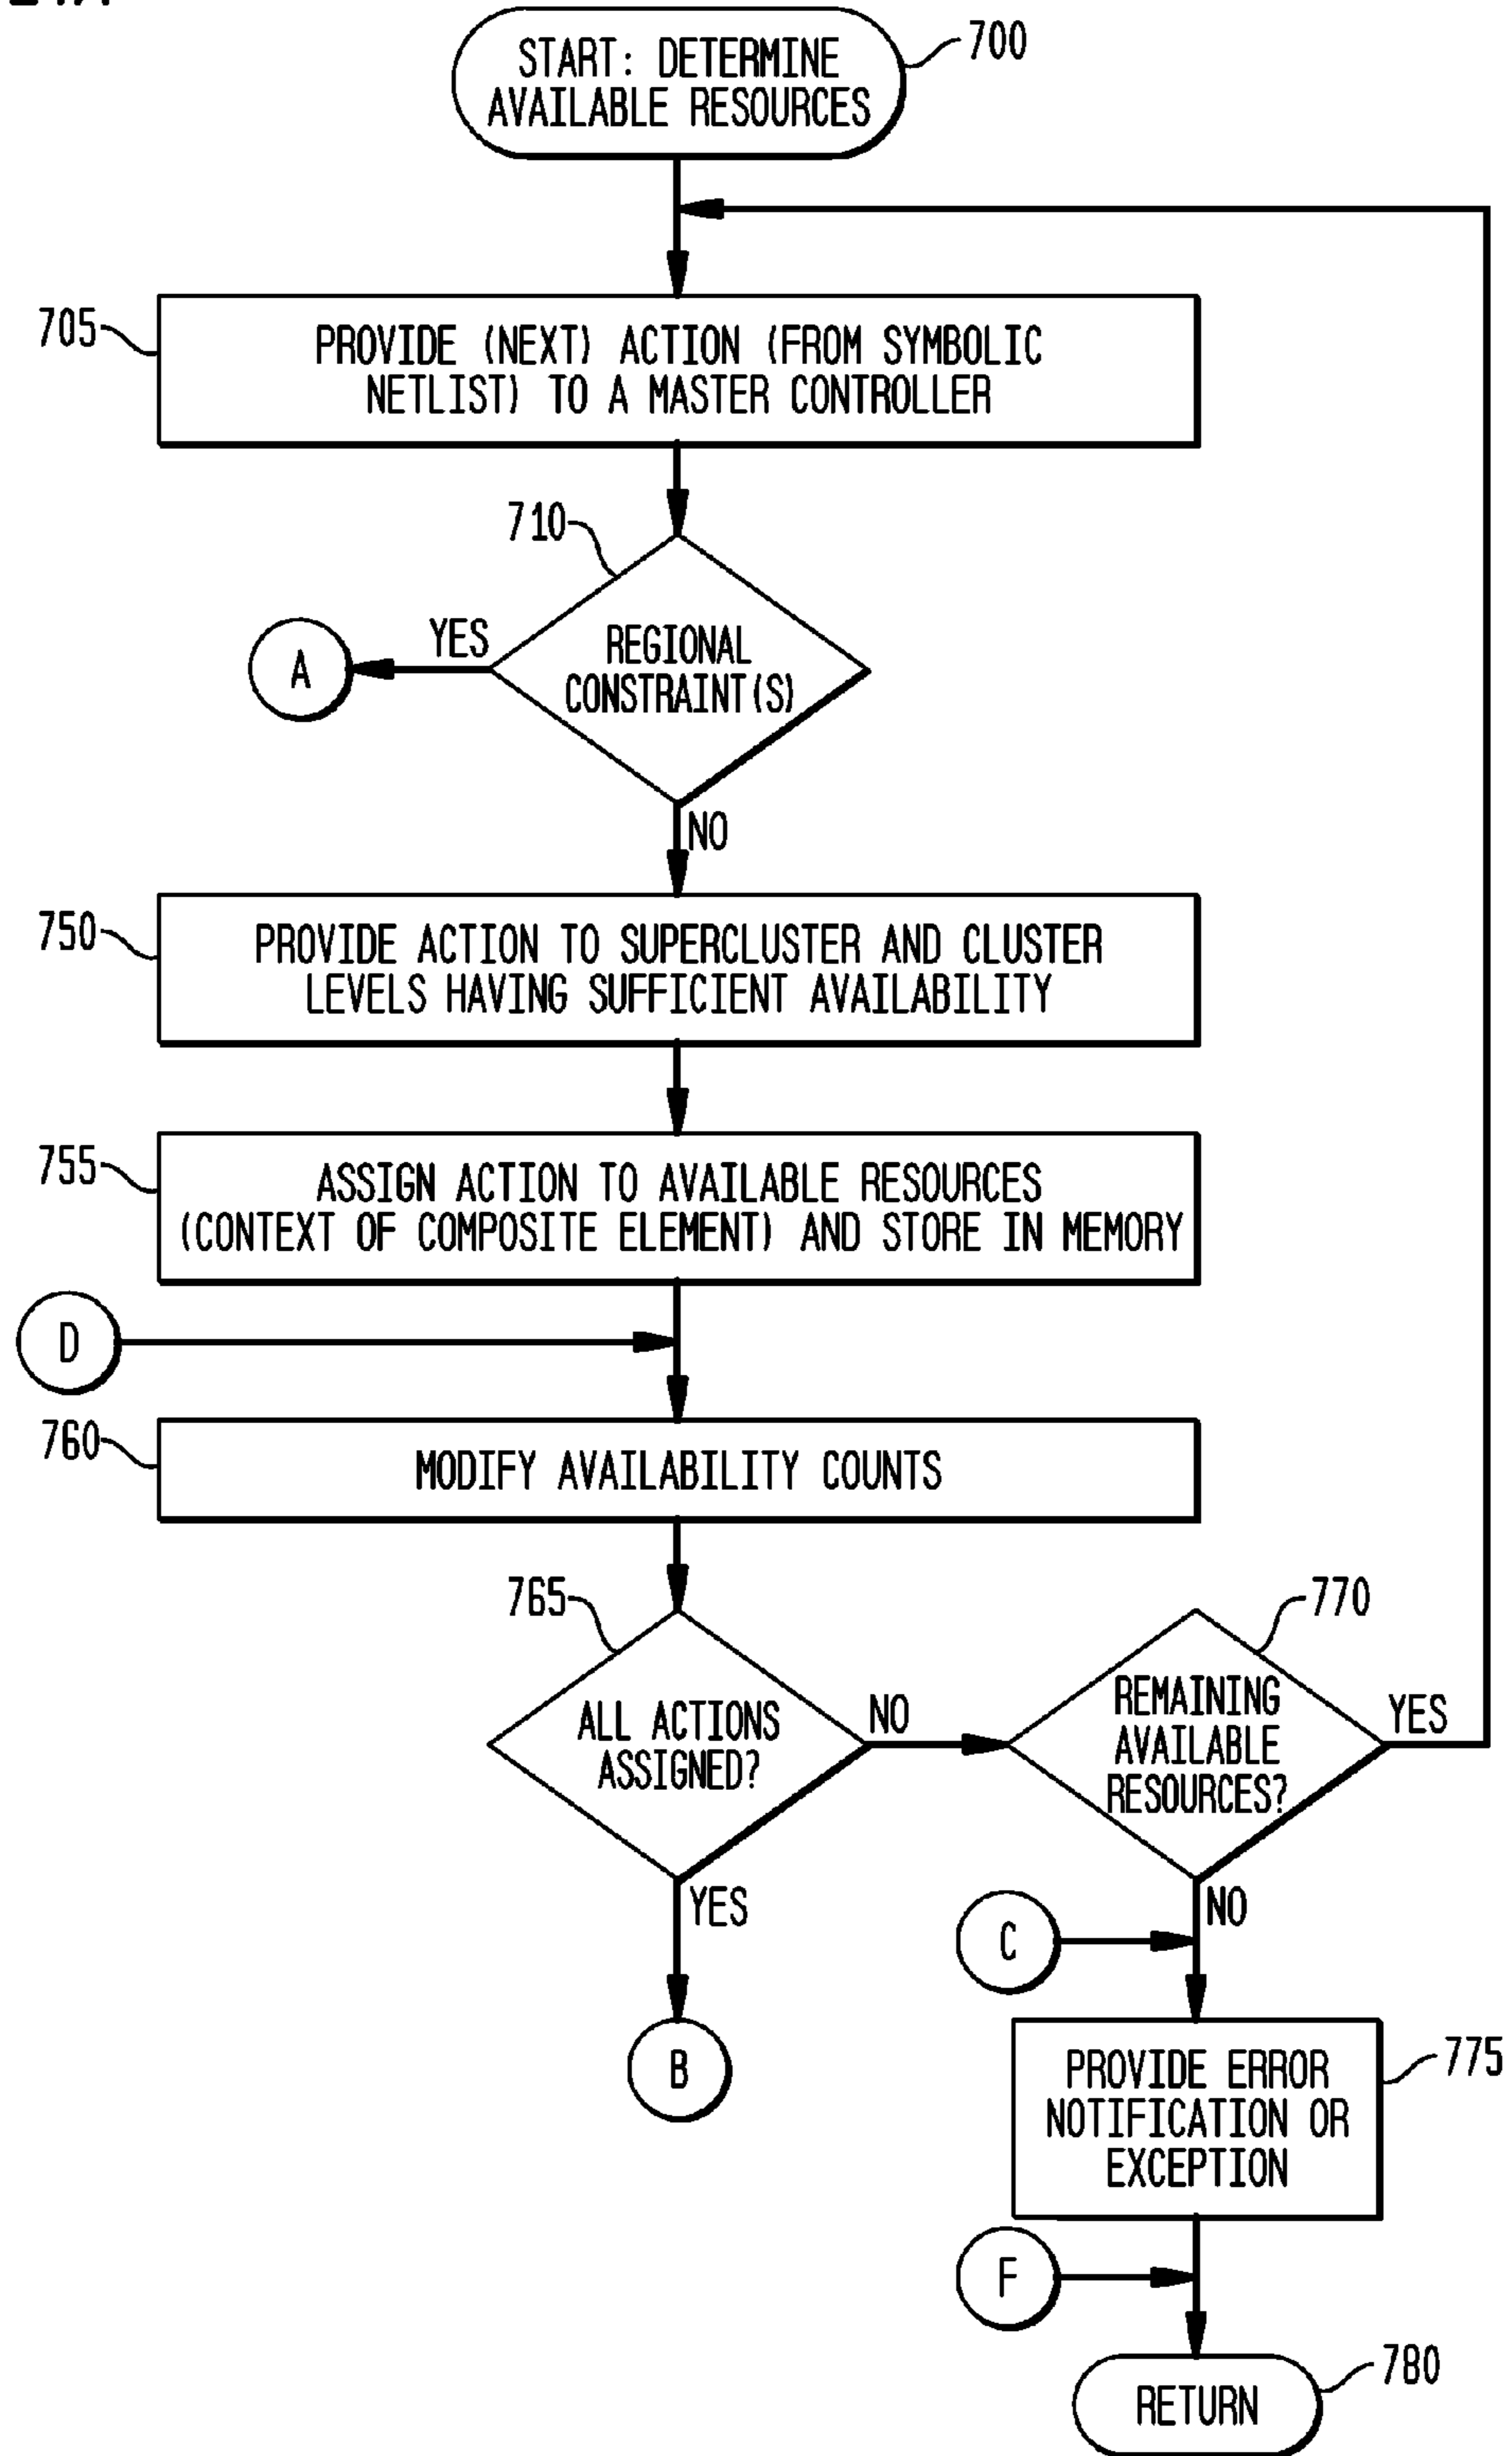 START: DETERMINE
AVAILABLE RESOURCES
700
705
PROVIDE (NEXT) ACTION (FROM SYMBOLIC
NETLIST) TO A MASTER CONTROLLER
710
REGIONAL
CONSTRAINT(S)
YES
A
NO
750
PROVIDE ACTION TO SUPERCLUSTER AND CLUSTER
LEVELS HAVING SUFFICIENT AVAILABILITY
755
ASSIGN ACTION TO AVAILABLE RESOURCES
(CONTEXT OF COMPOSITE ELEMENT) AND STORE IN MEMORY
D
760
MODIFY AVAILABILITY COUNTS
765
ALL ACTIONS
ASSIGNED?
NO
770
REMAINING
AVAILABLE
RESOURCES?
YES
YES
B
NO
C
775
PROVIDE ERROR
NOTIFICATION OR
EXCEPTION
F
780
RETURN